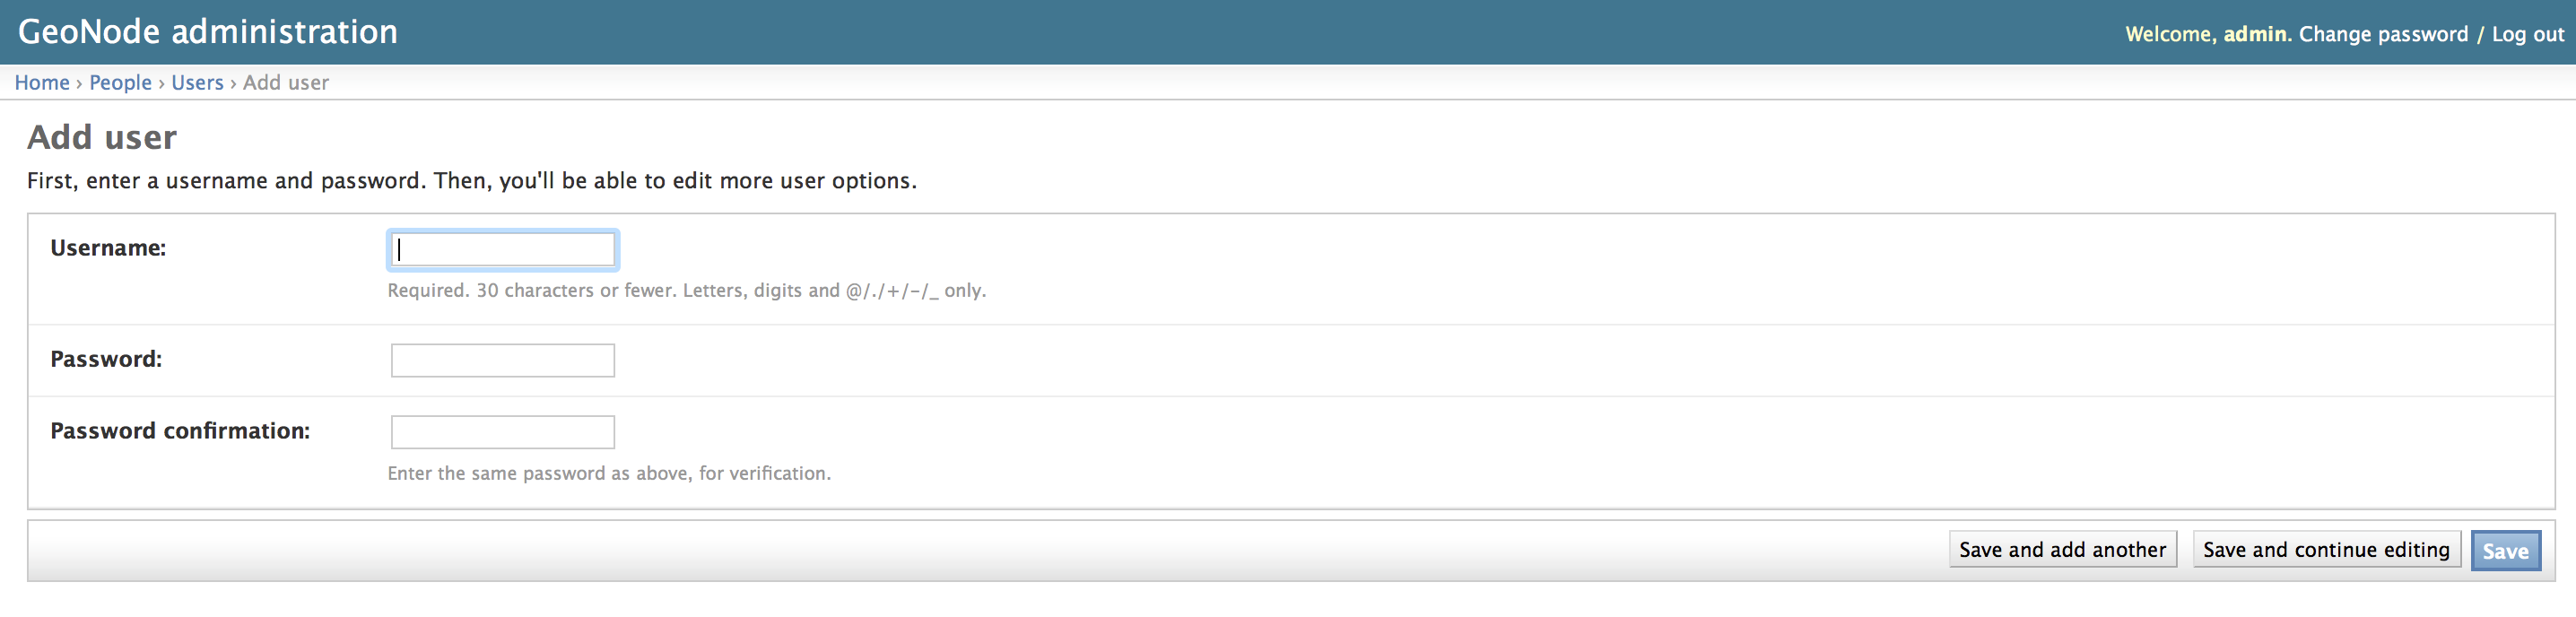 GeoNode administration
Welcome, admin. Change password / Log out
Home › People › Users › Add user
Add user
First, enter a username and password. Then, you'll be able to edit more user options.
Username:
Required. 30 characters or fewer. Letters, digits and @/./+/-/_ only.
Password:
Password confirmation:
Enter the same password as above, for verification.
Save and add another
Save and continue editing
Save